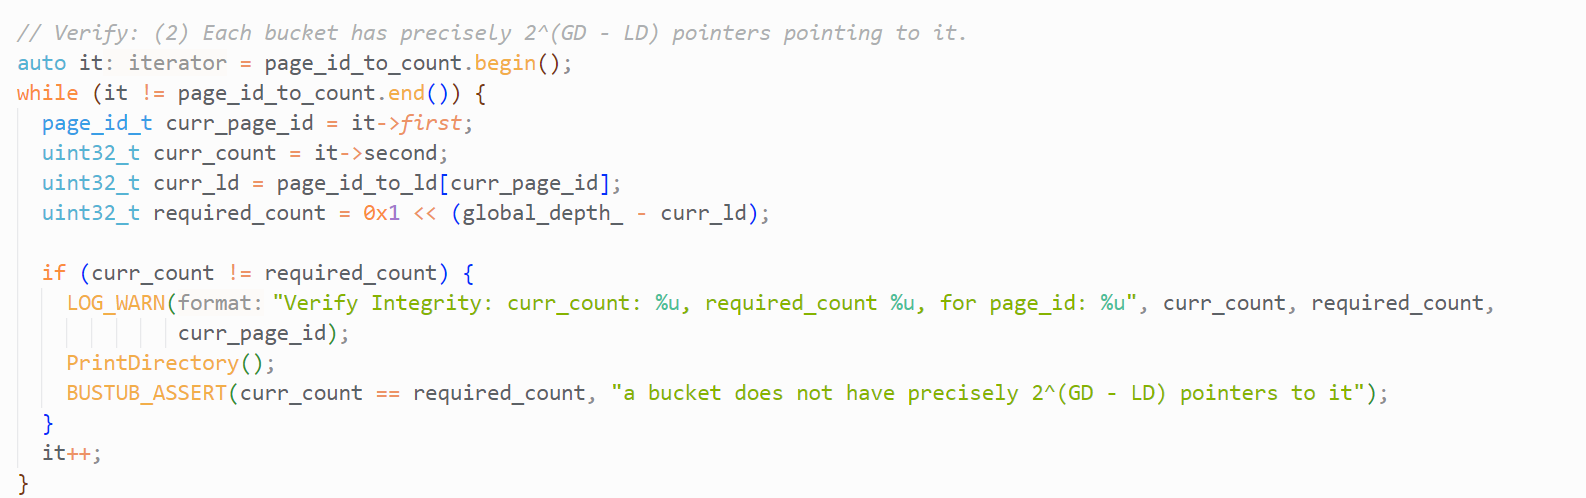 // Verify: (2) Each bucket has precisely 2^(GD - LD) pointers pointing to it.
auto it: iterator = page_id_to_count.begin();
while (it != page_id_to_count.end()) {
  page_id_t curr_page_id = it->first;
  uint32_t curr_count = it->second;
  uint32_t curr_ld = page_id_to_ld[curr_page_id];
  uint32_t required_count = 0x1 << (global_depth_ - curr_ld);

  if (curr_count != required_count) {
    LOG_WARN(format: "Verify Integrity: curr_count: %u, required_count %u, for page_id: %u", curr_count, required_count,
             curr_page_id);
    PrintDirectory();
    BUSTUB_ASSERT(curr_count == required_count, "a bucket does not have precisely 2^(GD - LD) pointers to it");
  }
  it++;
}